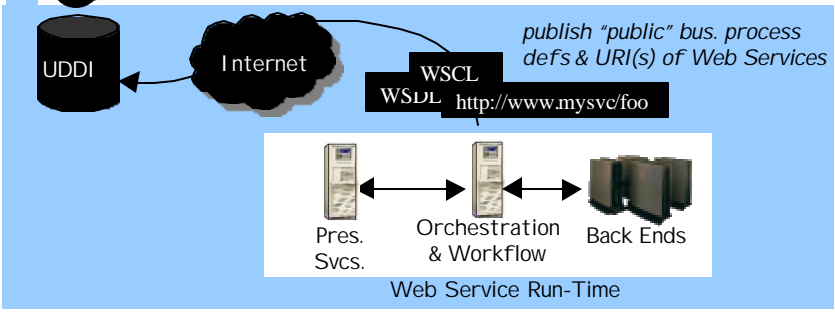 publish “public” bus. process
defs & URI(s) of Web Services
UDDI
Internet
WSCL
WSDL
http://www.mysvc/foo
Pres.
Svcs.
Orchestration
& Workflow
Back Ends
Web Service Run-Time